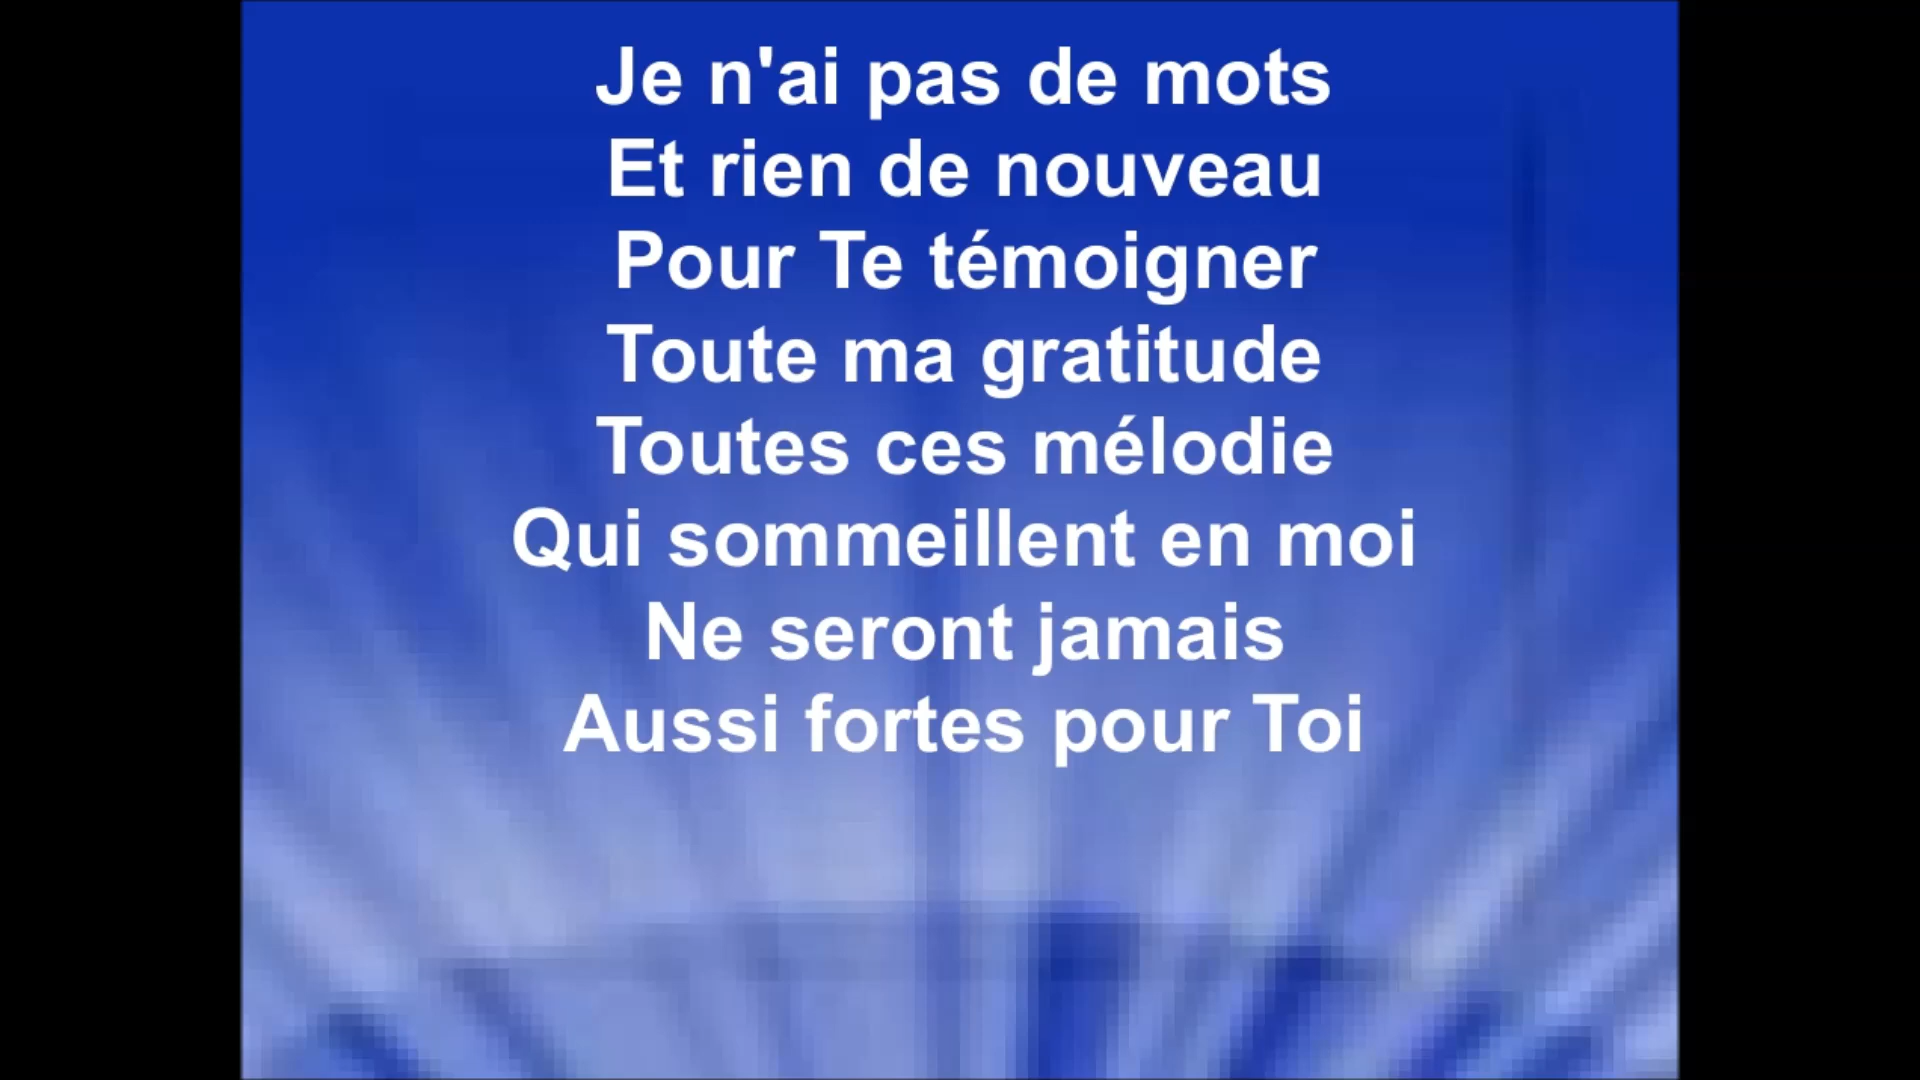 Je n'ai pas de mots
Et rien de nouveau
Pour Te témoigner
Toute ma gratitude
Toutes ces mélodie
Qui sommeillent en moi
Ne seront jamais
Aussi fortes pour Toi